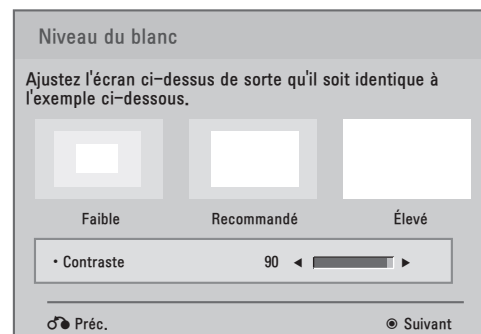 Niveau du blanc
Ajustez l'écran ci-dessus de sorte qu'il soit identique à
l'exemple ci-dessous.
Faible Recommandé Élevé
• Contraste 90 ◄ ►
Préc. ◉ Suivant